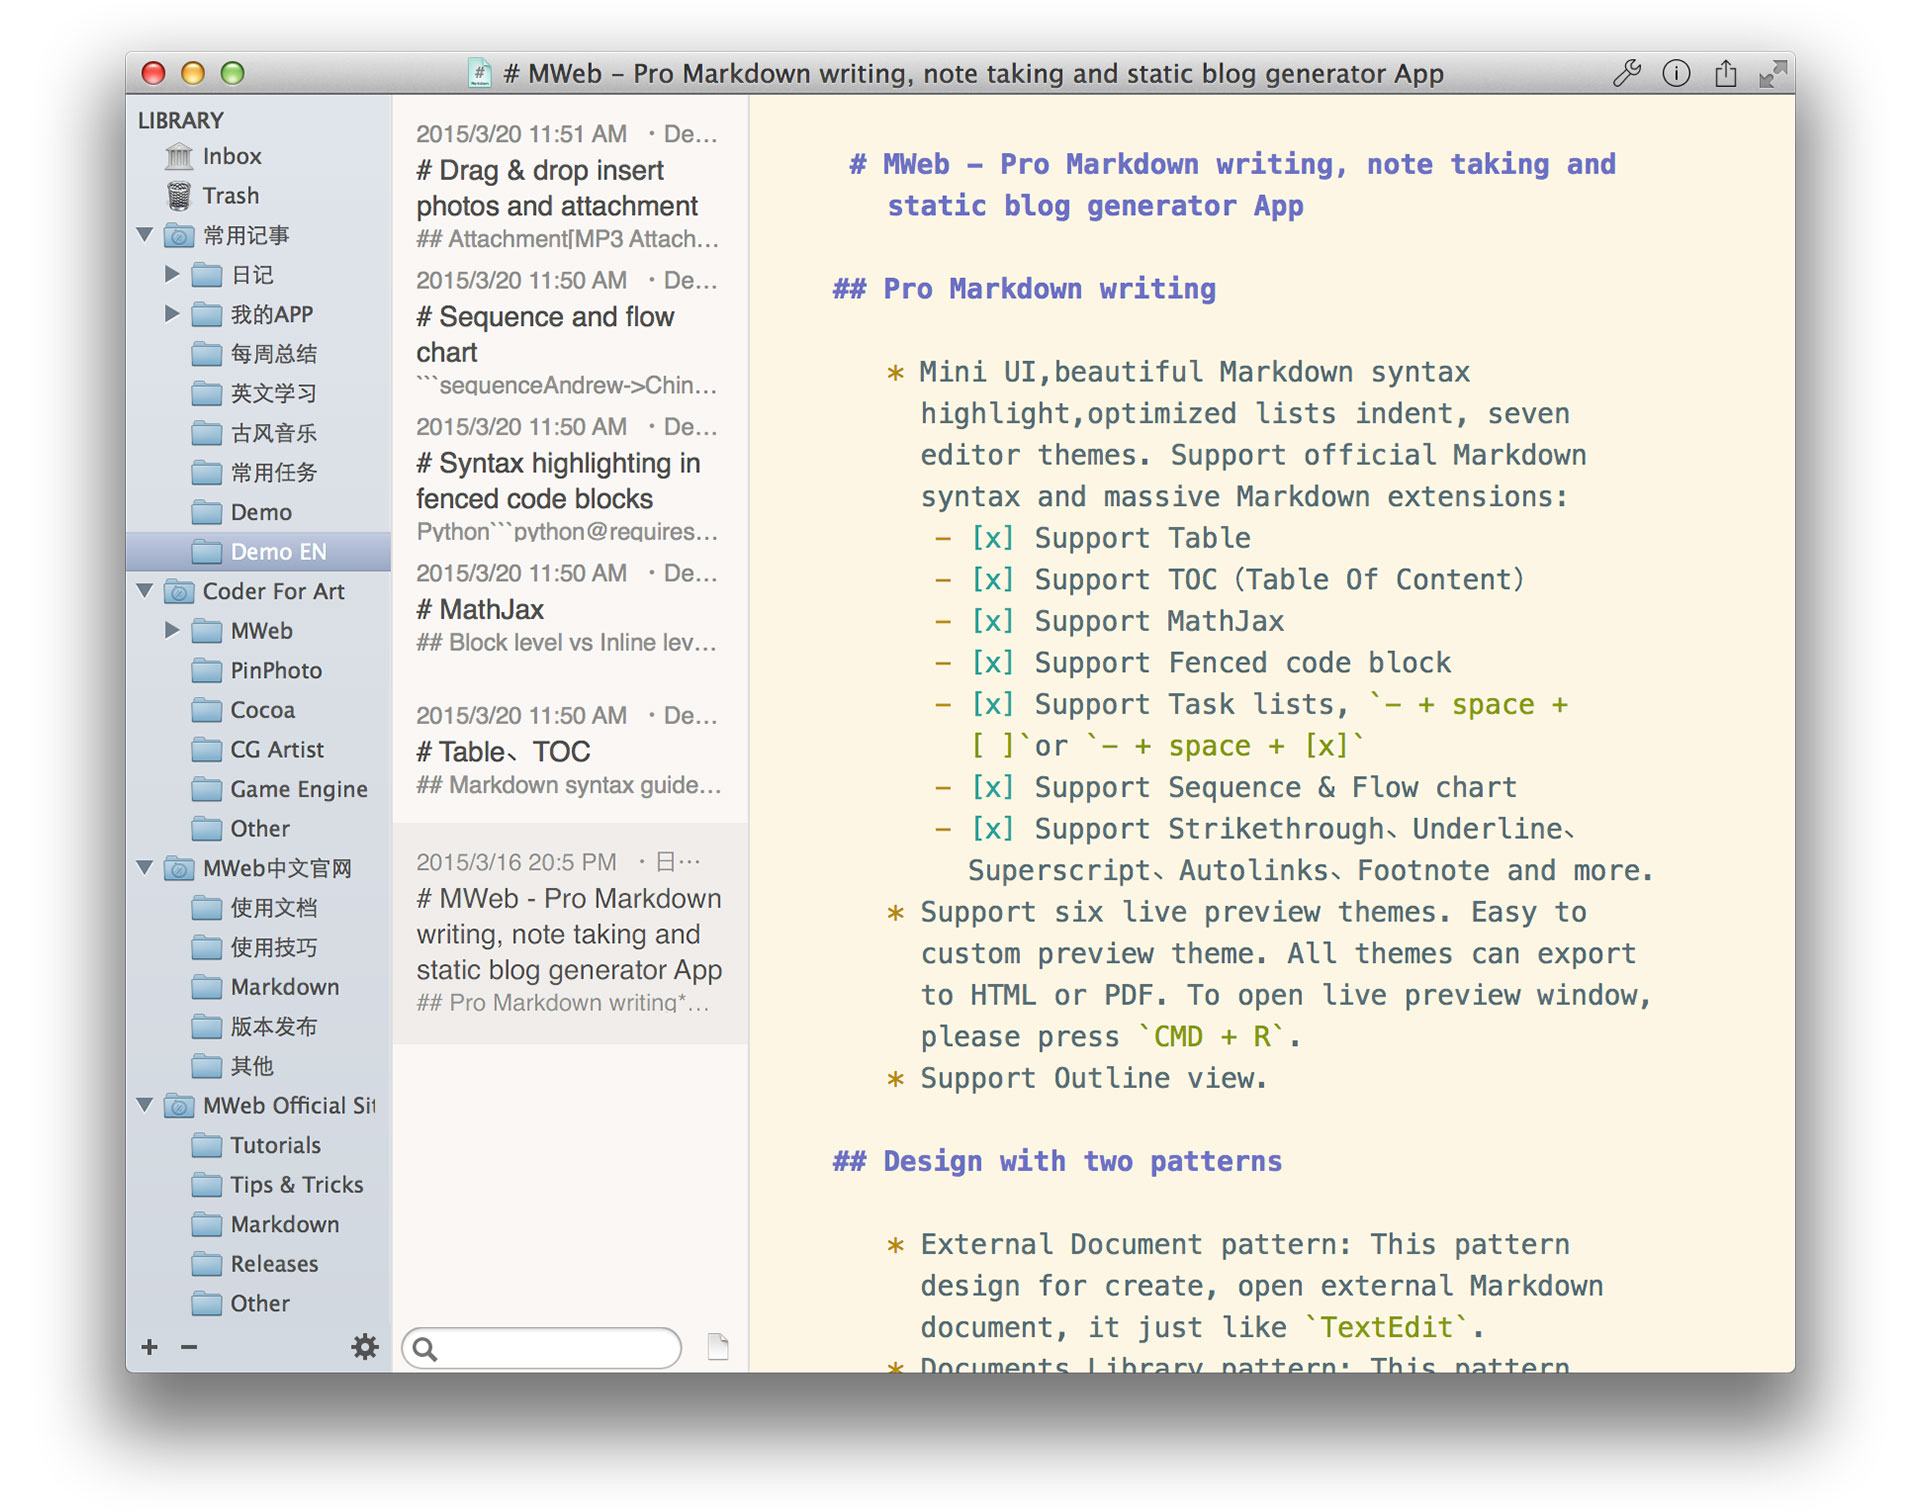 # MWeb – Pro Markdown writing, note taking and static blog generator App
LIBRARY
Inbox
Trash
常用记事
日记
我的APP
每周总结
英文学习
古风音乐
常用任务
Demo
Demo EN
Coder For Art
MWeb
PinPhoto
Cocoa
CG Artist
Game Engine
Other
MWeb中文官网
使用文档
使用技巧
Markdown
版本发布
其他
MWeb Official Sit
Tutorials
Tips & Tricks
Markdown
Releases
Other
2015/3/20 11:51 AM ・De...
# Drag & drop insert
photos and attachment
## Attachment[MP3 Attach...
2015/3/20 11:50 AM ・De...
# Sequence and flow
chart
```sequenceAndrew->Chin...
2015/3/20 11:50 AM ・De...
# Syntax highlighting in
fenced code blocks
Python```python@requires...
2015/3/20 11:50 AM ・De...
# MathJax
## Block level vs Inline lev...
2015/3/20 11:50 AM ・De...
# Table、TOC
## Markdown syntax guide...
2015/3/16 20:5 PM ・日...
# MWeb - Pro Markdown
writing, note taking and
static blog generator App
## Pro Markdown writing*...
# MWeb – Pro Markdown writing, note taking and
static blog generator App
## Pro Markdown writing
* Mini UI,beautiful Markdown syntax
highlight,optimized lists indent, seven
editor themes. Support official Markdown
syntax and massive Markdown extensions:
– [x] Support Table
– [x] Support TOC（Table Of Content）
– [x] Support MathJax
– [x] Support Fenced code block
– [x] Support Task lists, `– + space +
[ ]`or `– + space + [x]`
– [x] Support Sequence & Flow chart
– [x] Support Strikethrough、Underline、
Superscript、Autolinks、Footnote and more.
* Support six live preview themes. Easy to
custom preview theme. All themes can export
to HTML or PDF. To open live preview window,
please press `CMD + R`.
* Support Outline view.
## Design with two patterns
* External Document pattern: This pattern
design for create, open external Markdown
document, it just like `TextEdit`.
* Documents Library pattern: This pattern